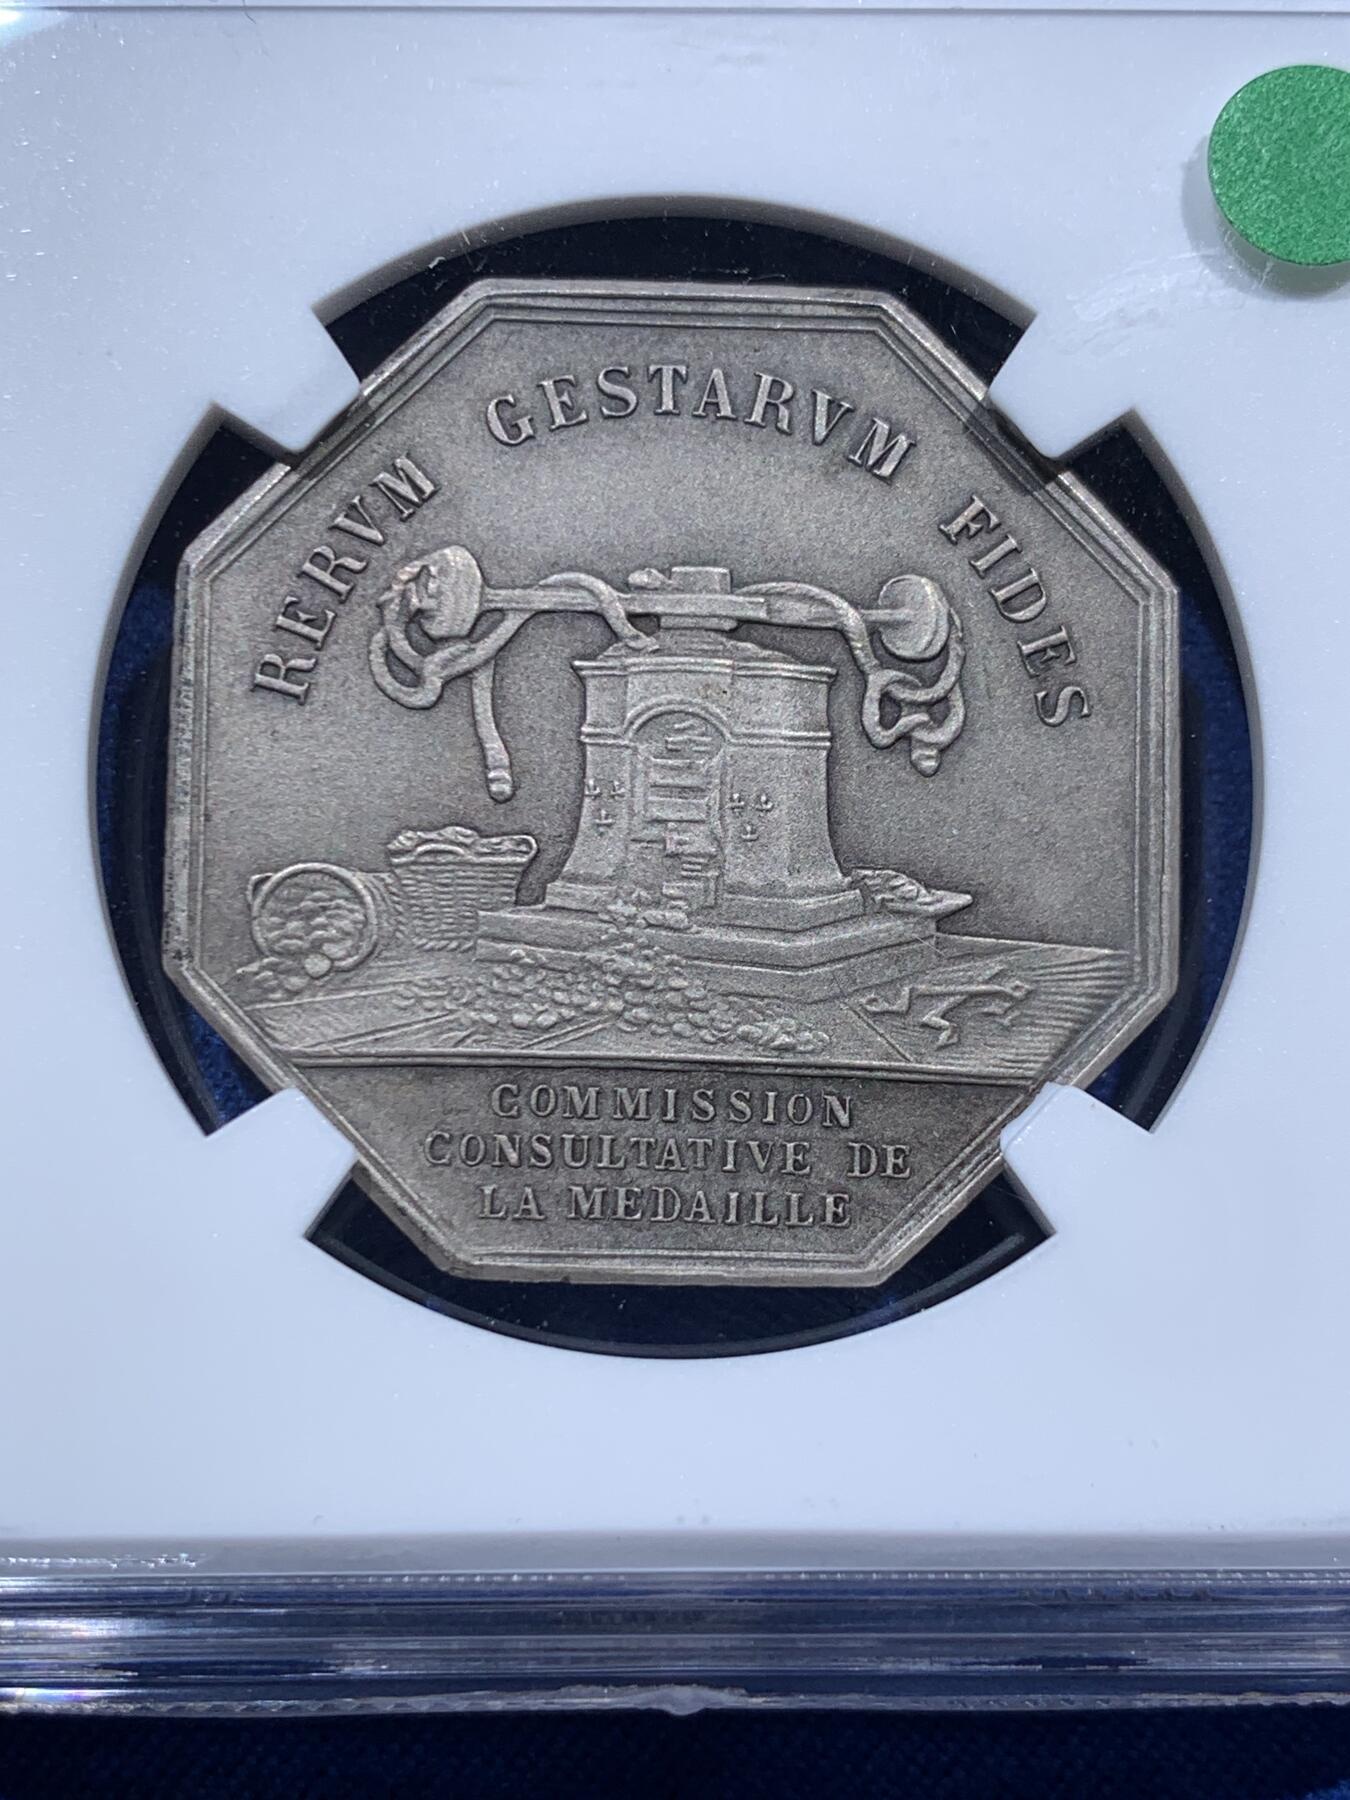 RERVM GESTARVM FIDES
COMMISSION
CONSULTATIVE DE
LA MEDAILLE